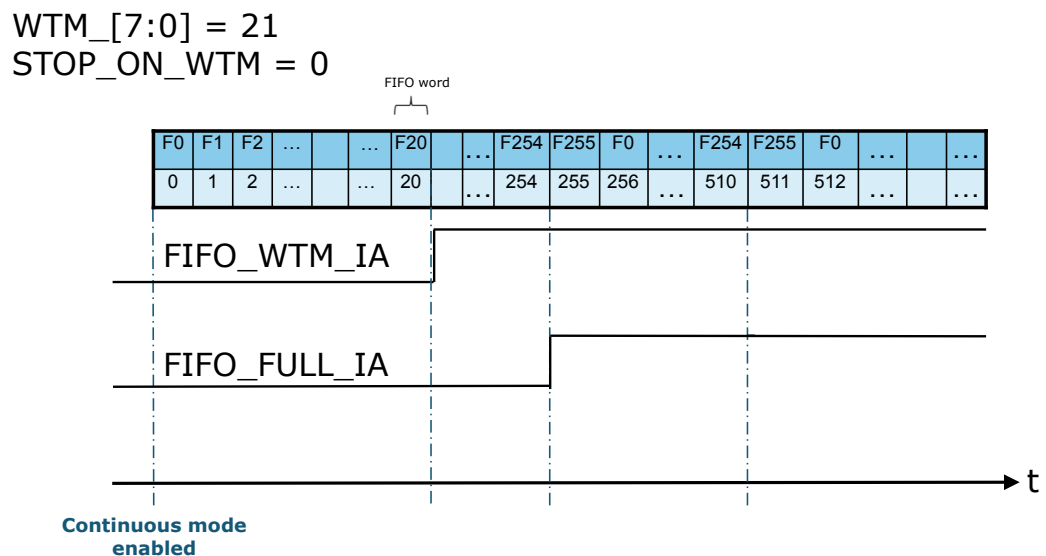 WTM_[7:0] = 21
STOP_ON_WTM = 0
FIFO word
F0 F1 F2 ... ... F20 ... F254 F255 F0 ... F254 F255 F0 ... ...
0 1 2 ... ... 20 ... 254 255 256 ... 510 511 512 ... ...
FIFO_WTM_IA
FIFO_FULL_IA
t
Continuous mode
enabled